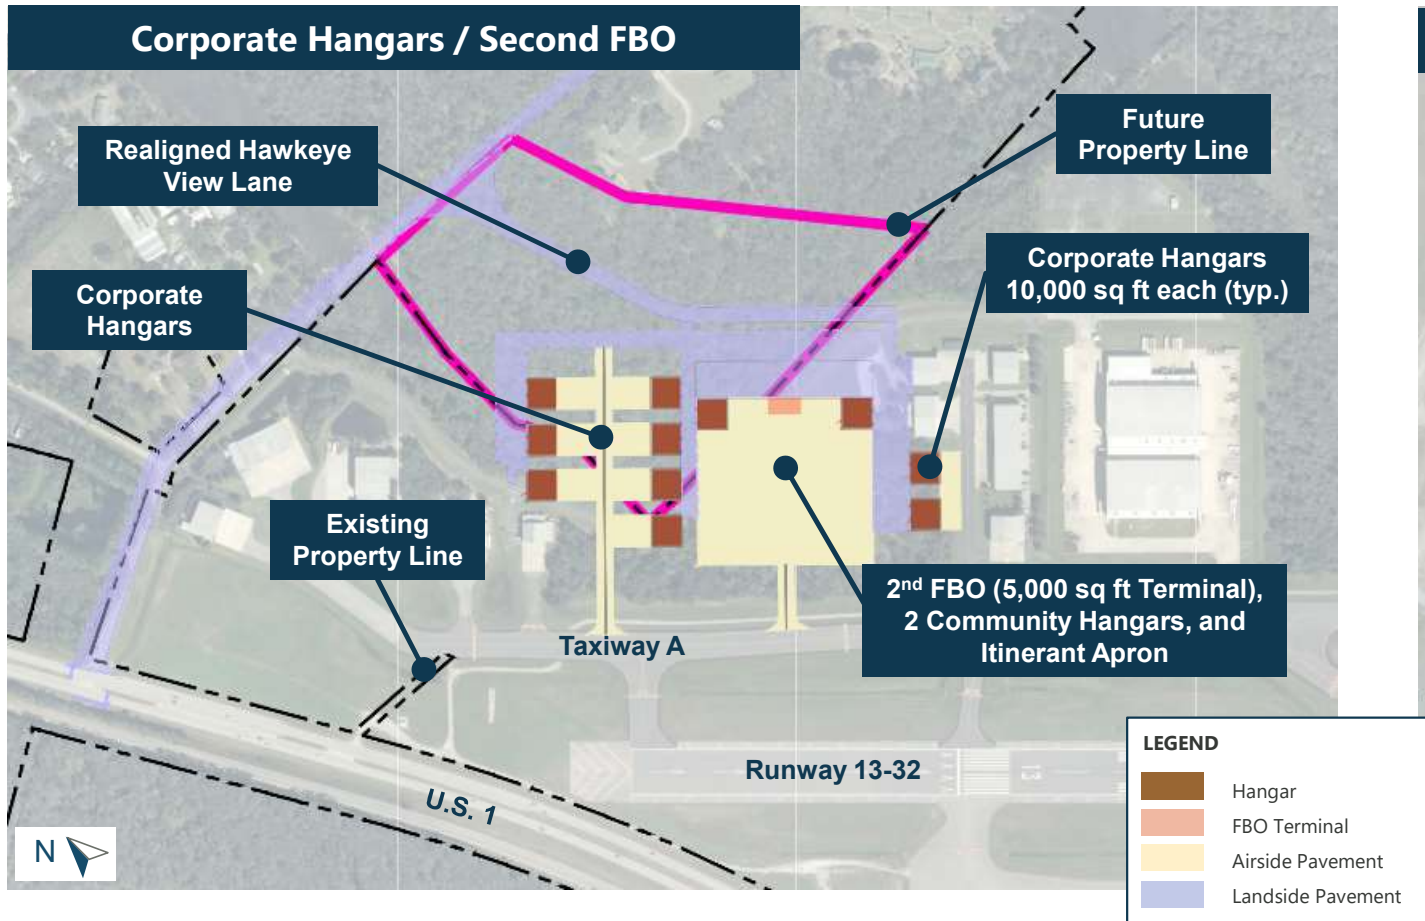 Corporate Hangars / Second FBO
Realigned Hawkeye
View Lane
Future
Property Line
Corporate Hangars
10,000 sq ft each (typ.)
Corporate
Hangars
Existing
Property Line
2nd FBO (5,000 sq ft Terminal),
2 Community Hangars, and
Itinerant Apron
Taxiway A
Runway 13-32
U.S. 1
N
LEGEND
Hangar
FBO Terminal
Airside Pavement
Landside Pavement